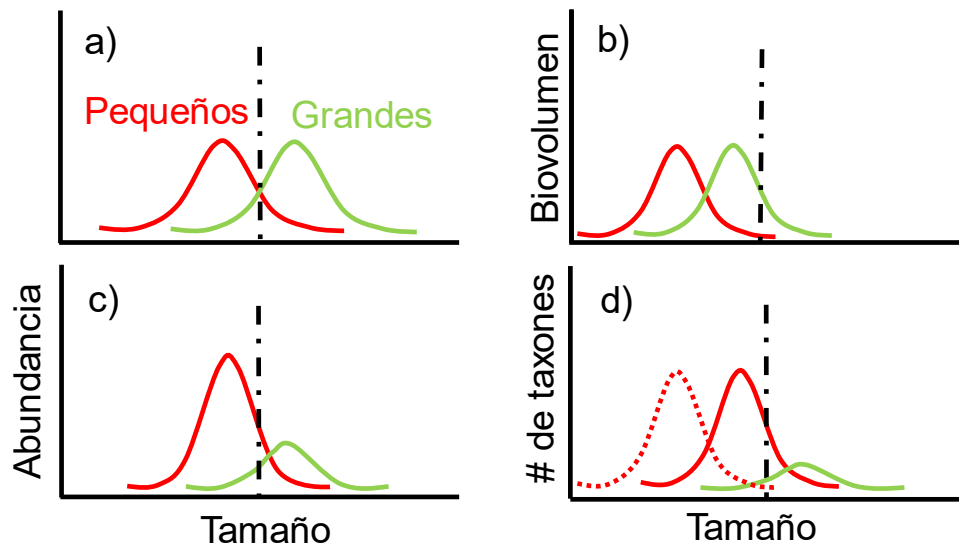 a)
Pequeños
Grandes
b)
Biovolumen
c)
Abundancia
Tamaño
d)
# de taxones
Tamaño